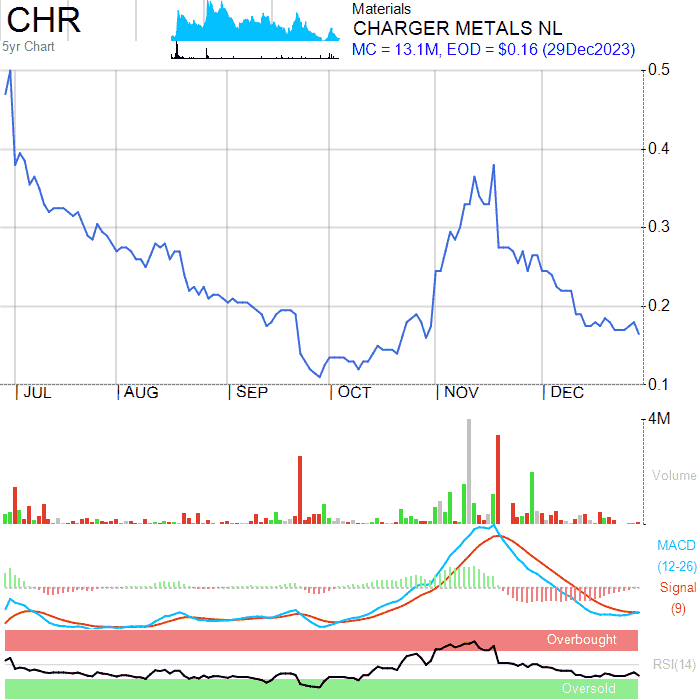 CHR
5yr Chart
Materials
CHARGER METALS NL
MC = 13.1M, EOD = $0.16 (29Dec2023)
0.5
0.4
0.3
0.2
0.1
JUL AUG SEP OCT NOV DEC
4M
Volume
MACD
(12-26)
Signal
(9)
Overbought
RSI(14)
Oversold